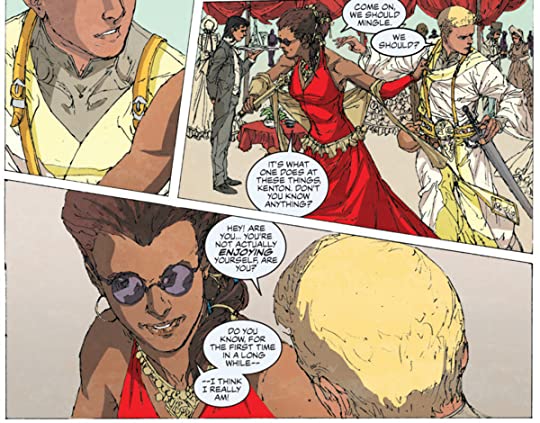 COME ON,
WE SHOULD
MINGLE.
WE
SHOULD?
IT'S WHAT
ONE DOES AT
THESE THINGS,
KENTON. DON'T
YOU KNOW
ANYTHING?
HEY! ARE
YOU... YOU'RE
NOT ACTUALLY
ENJOYING
YOURSELF, ARE
YOU?
DO YOU
KNOW, FOR
THE FIRST TIME
IN A LONG
WHILE--
--I THINK
I REALLY
AM!